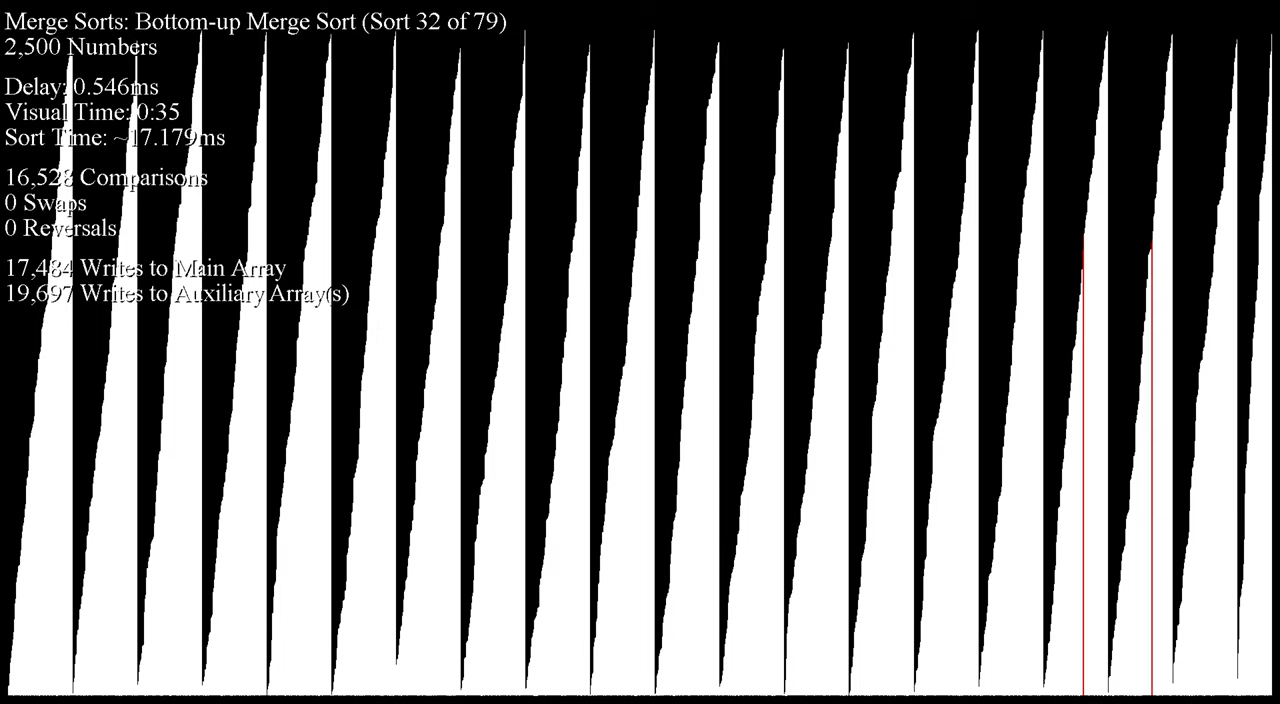 Merge Sorts: Bottom-up Merge Sort (Sort 32 of 79)
2,500 Numbers
Delay: 0.546ms
Visual Time: 0:35
Sort Time: ~17.179ms
16,528 Comparisons
0 Swaps
0 Reversals
17,484 Writes to Main Array
19,697 Writes to Auxiliary Array(s)